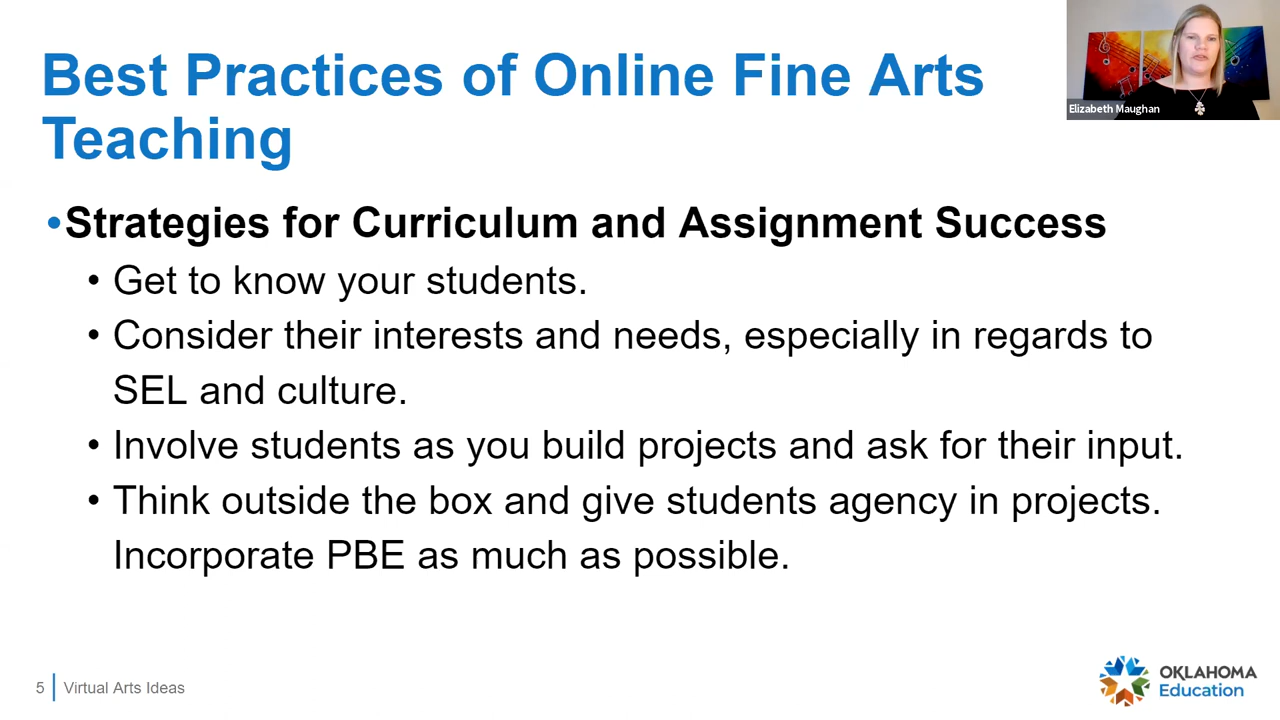 Best Practices of Online Fine Arts
Teaching
Elizabeth Maughan
•Strategies for Curriculum and Assignment Success
• Get to know your students.
• Consider their interests and needs, especially in regards to
SEL and culture.
• Involve students as you build projects and ask for their input.
• Think outside the box and give students agency in projects.
Incorporate PBE as much as possible.
5 Virtual Arts Ideas
OKLAHOMA
Education